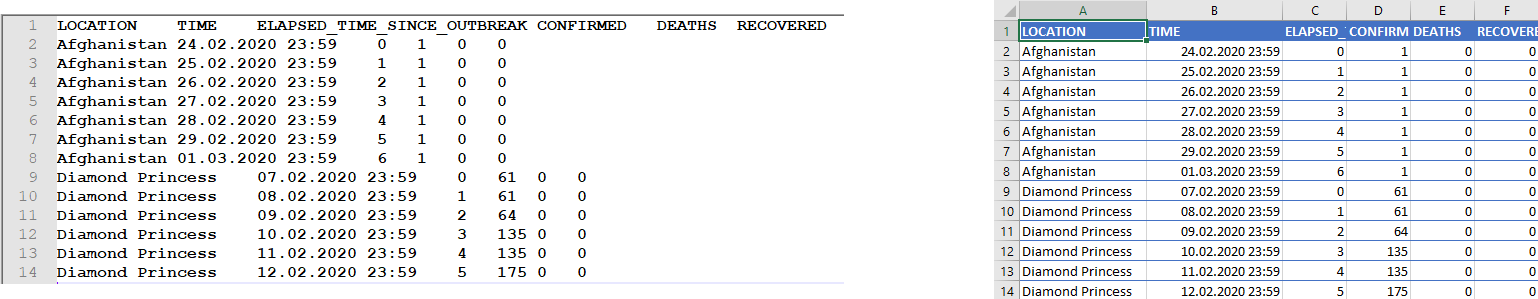 1 LOCATION TIME ELAPSED_TIME_SINCE_OUTBREAK CONFIRMED DEATHS RECOVERED
2 Afghanistan 24.02.2020 23:59 0 1 0 0
3 Afghanistan 25.02.2020 23:59 1 1 0 0
4 Afghanistan 26.02.2020 23:59 2 1 0 0
5 Afghanistan 27.02.2020 23:59 3 1 0 0
6 Afghanistan 28.02.2020 23:59 4 1 0 0
7 Afghanistan 29.02.2020 23:59 5 1 0 0
8 Afghanistan 01.03.2020 23:59 6 1 0 0
9 Diamond Princess 07.02.2020 23:59 0 61 0 0
10 Diamond Princess 08.02.2020 23:59 1 61 0 0
11 Diamond Princess 09.02.2020 23:59 2 64 0 0
12 Diamond Princess 10.02.2020 23:59 3 135 0 0
13 Diamond Princess 11.02.2020 23:59 4 135 0 0
14 Diamond Princess 12.02.2020 23:59 5 175 0 0
A B C D E F
1 LOCATION TIME ELAPSED_ CONFIRM DEATHS RECOVERE
2 Afghanistan 24.02.2020 23:59 0 1 0 0
3 Afghanistan 25.02.2020 23:59 1 1 0 0
4 Afghanistan 26.02.2020 23:59 2 1 0 0
5 Afghanistan 27.02.2020 23:59 3 1 0 0
6 Afghanistan 28.02.2020 23:59 4 1 0 0
7 Afghanistan 29.02.2020 23:59 5 1 0 0
8 Afghanistan 01.03.2020 23:59 6 1 0 0
9 Diamond Princess 07.02.2020 23:59 0 61 0 0
10 Diamond Princess 08.02.2020 23:59 1 61 0 0
11 Diamond Princess 09.02.2020 23:59 2 64 0 0
12 Diamond Princess 10.02.2020 23:59 3 135 0 0
13 Diamond Princess 11.02.2020 23:59 4 135 0 0
14 Diamond Princess 12.02.2020 23:59 5 175 0 0